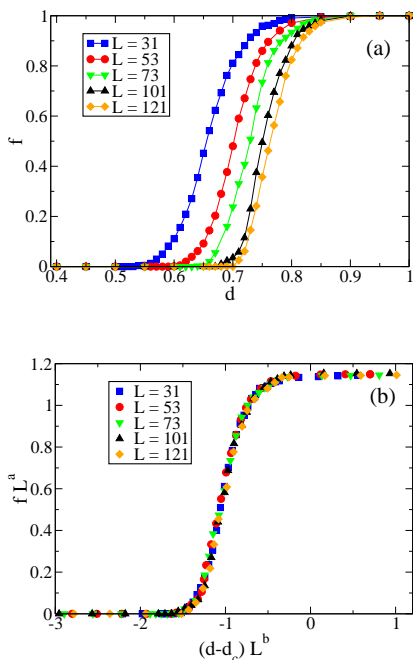 1
0.8
0.6
0.4
0.2
0
f
L = 31
L = 53
L = 73
L = 101
L = 121
(a)
0.4 0.5 0.6 0.7 0.8 0.9 1
d
1.2
1
0.8
0.6
0.4
0.2
0
f L^a
L = 31
L = 53
L = 73
L = 101
L = 121
(b)
-3 -2 -1 0 1
(d-d_c) L^b